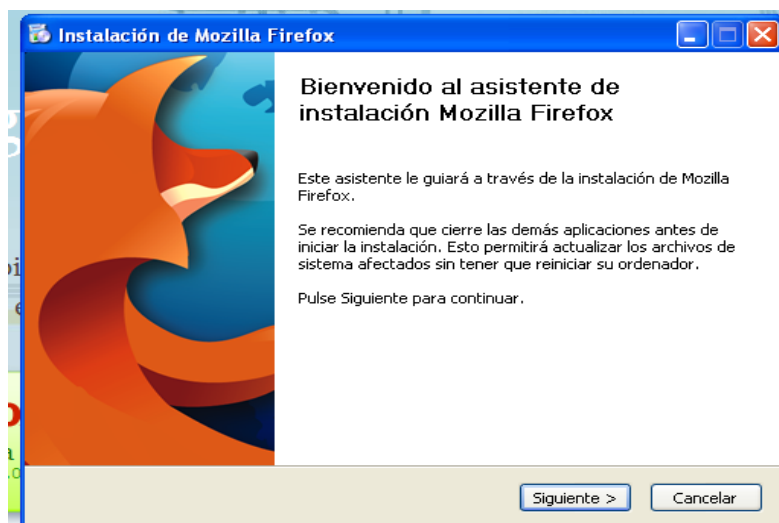 Instalación de Mozilla Firefox
Bienvenido al asistente de
instalación Mozilla Firefox
Este asistente le guiará a través de la instalación de Mozilla
Firefox.
Se recomienda que cierre las demás aplicaciones antes de
iniciar la instalación. Esto permitirá actualizar los archivos de
sistema afectados sin tener que reiniciar su ordenador.
Pulse Siguiente para continuar.
Siguiente >
Cancelar